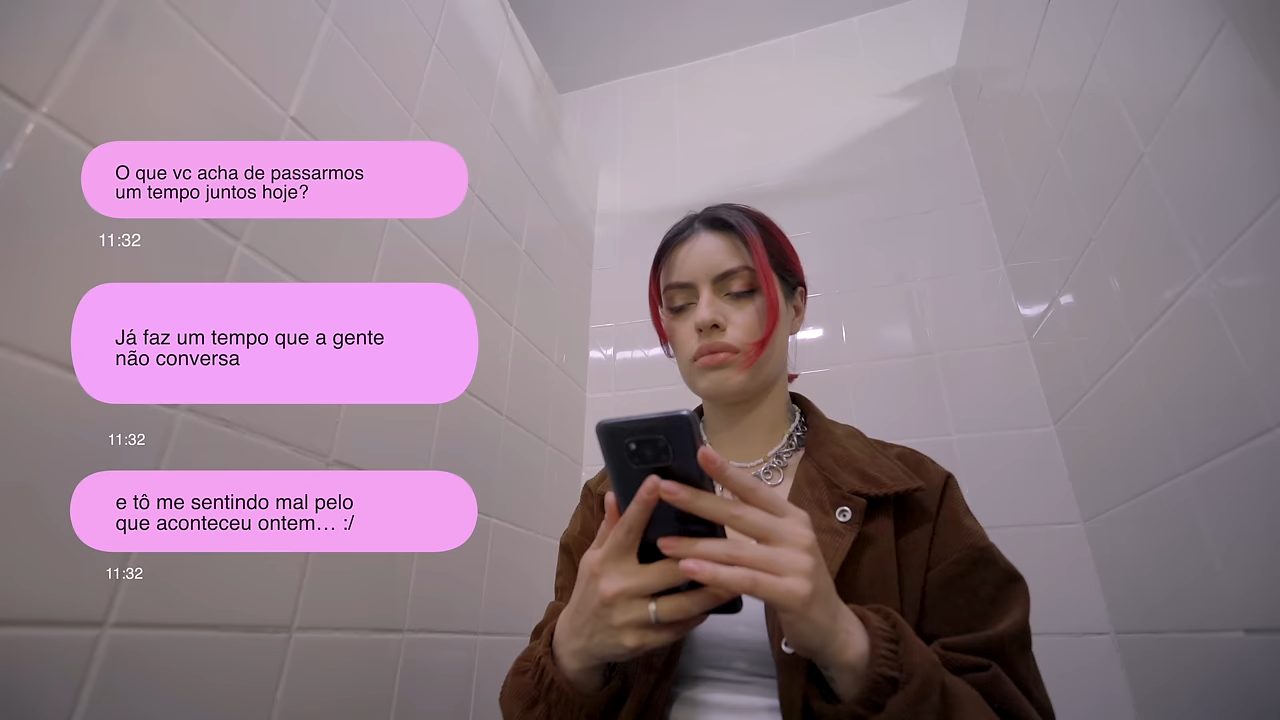 O que vc acha de passarmos
um tempo juntos hoje?
11:32
Já faz um tempo que a gente
não conversa
11:32
e tô me sentindo mal pelo
que aconteceu ontem... :/
11:32